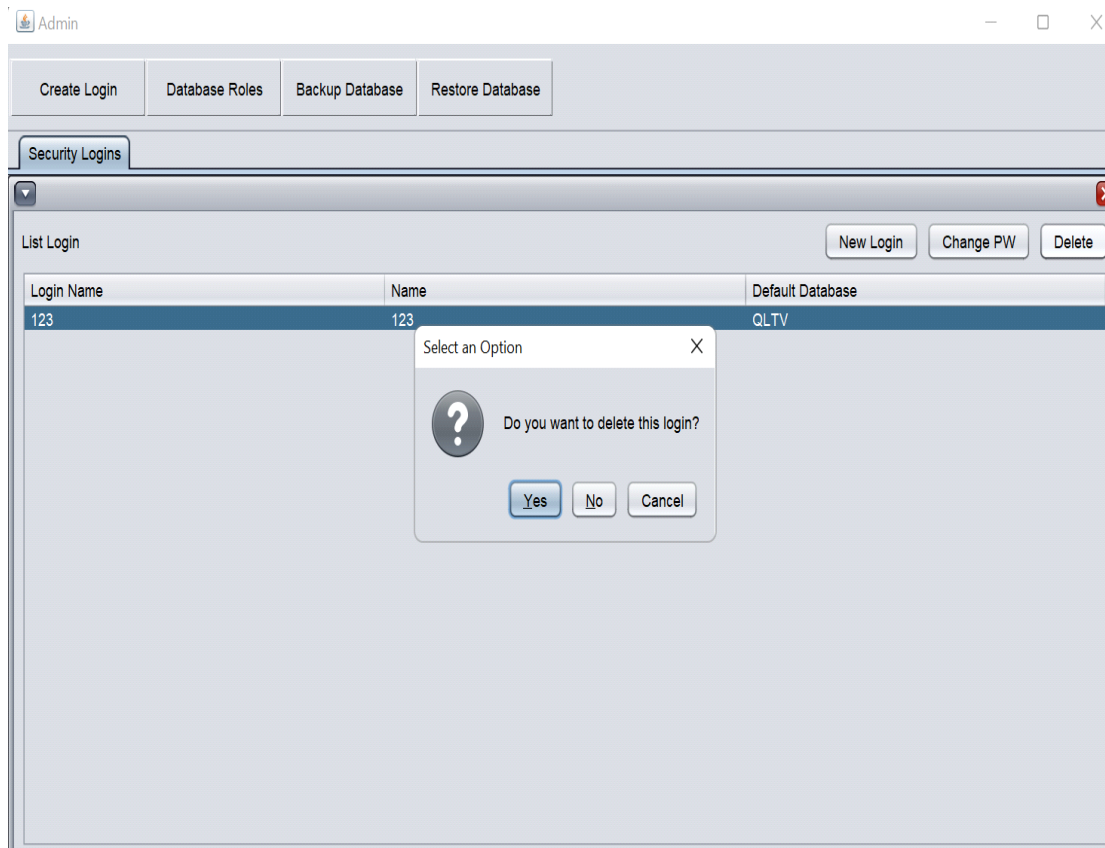 Admin
Create Login Database Roles Backup Database Restore Database
Security Logins
List Login New Login Change PW Delete
Login Name Name Default Database
123 123 QLTV
Select an Option
Do you want to delete this login?
Yes No Cancel